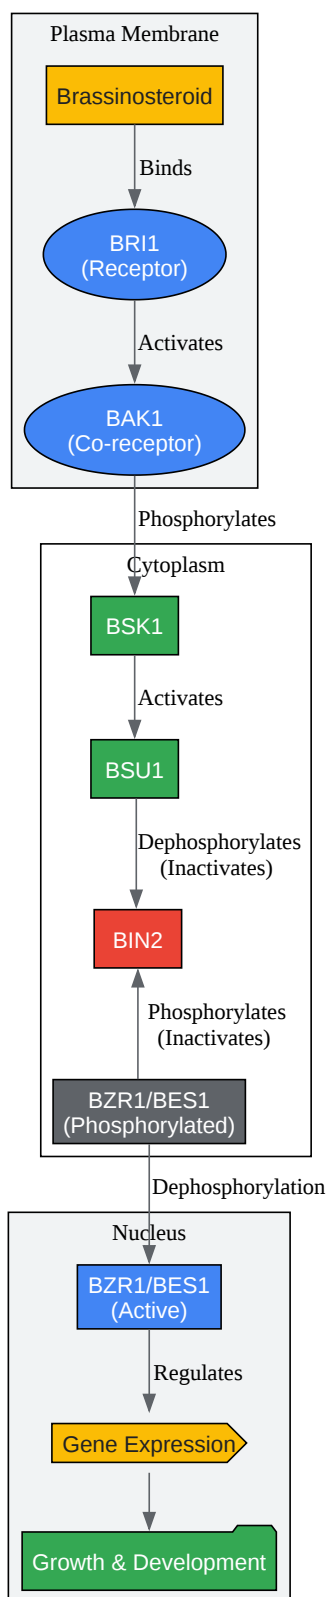 Plasma Membrane
Brassinosteroid
Binds
BRI1
(Receptor)
Activates
BAK1
(Co-receptor)
Phosphorylates
Cytoplasm
BSK1
Activates
BSU1
Dephosphorylates
(Inactivates)
BIN2
Phosphorylates
(Inactivates)
BZR1/BES1
(Phosphorylated)
Dephosphorylation
Nucleus
BZR1/BES1
(Active)
Regulates
Gene Expression
Growth & Development